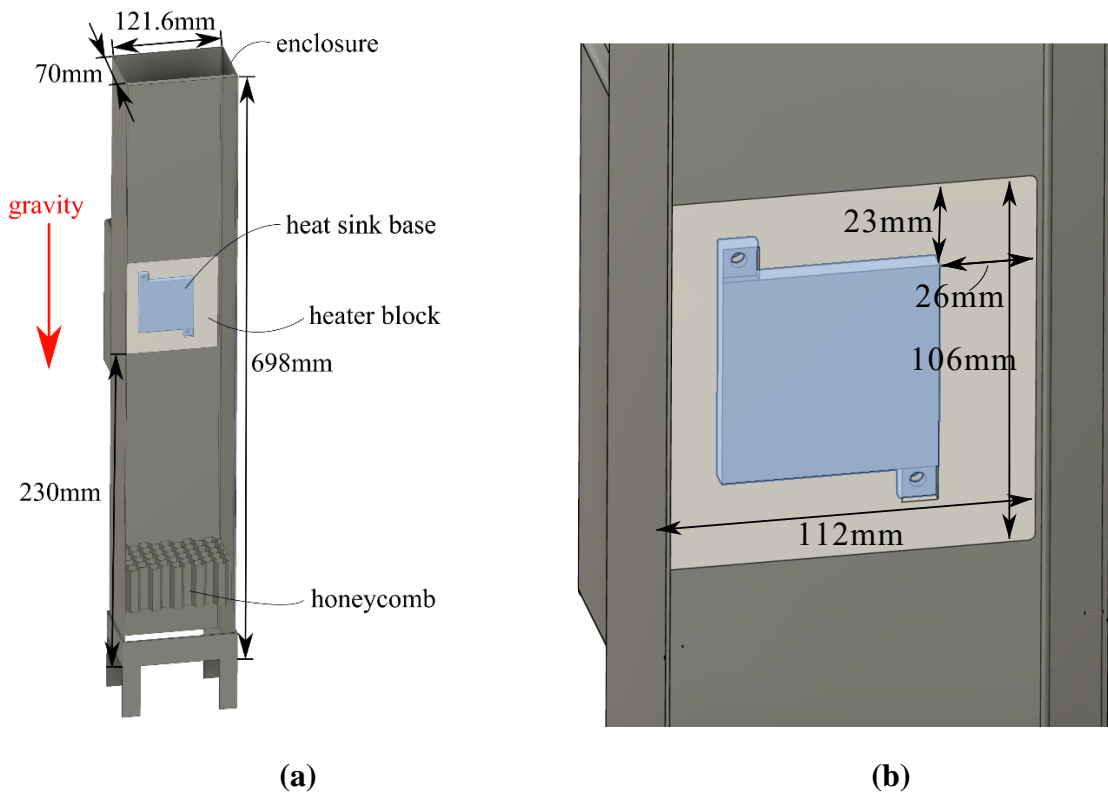 121.6mm
enclosure
70mm
gravity
heat sink base
heater block
698mm
230mm
honeycomb
(a)
23mm
26mm
106mm
112mm
(b)